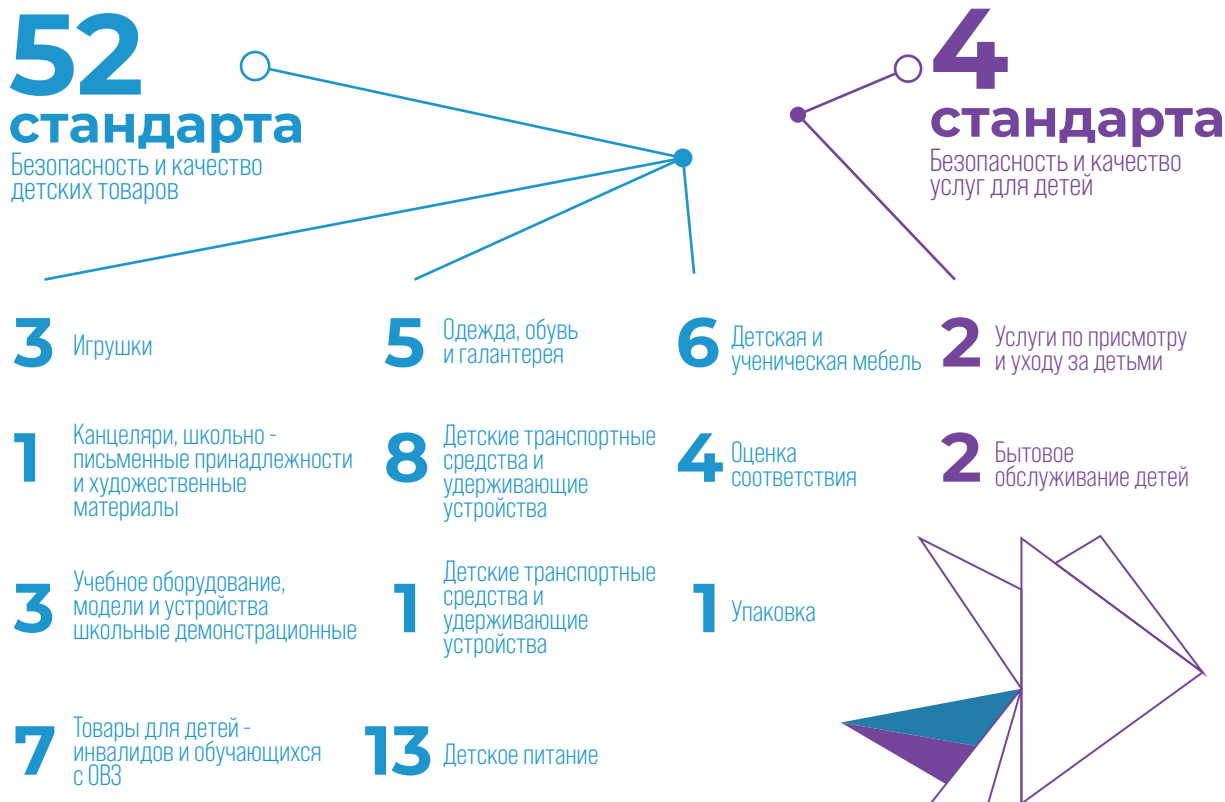 52
стандарта
Безопасность и качество
детских товаров
4
стандарта
Безопасность и качество
услуг для детей
3
Игрушки
5
Одежда, обувь
и галантерея
6
Детская и
ученическая мебель
2
Услуги по присмотру
и уходу за детьми
1
Канцеляри, школьно -
письменные принадлежности
и художественные
материалы
8
Детские транспортные
средства и
удерживающие
устройства
4
Оценка
соответствия
2
Бытовое
обслуживание детей
3
Учебное оборудование,
модели и устройства
школьные демонстрационные
1
Детские транспортные
средства и
удерживающие
устройства
1
Упаковка
7
Товары для детей -
инвалидов и обучающихся
с ОВЗ
13
Детское питание